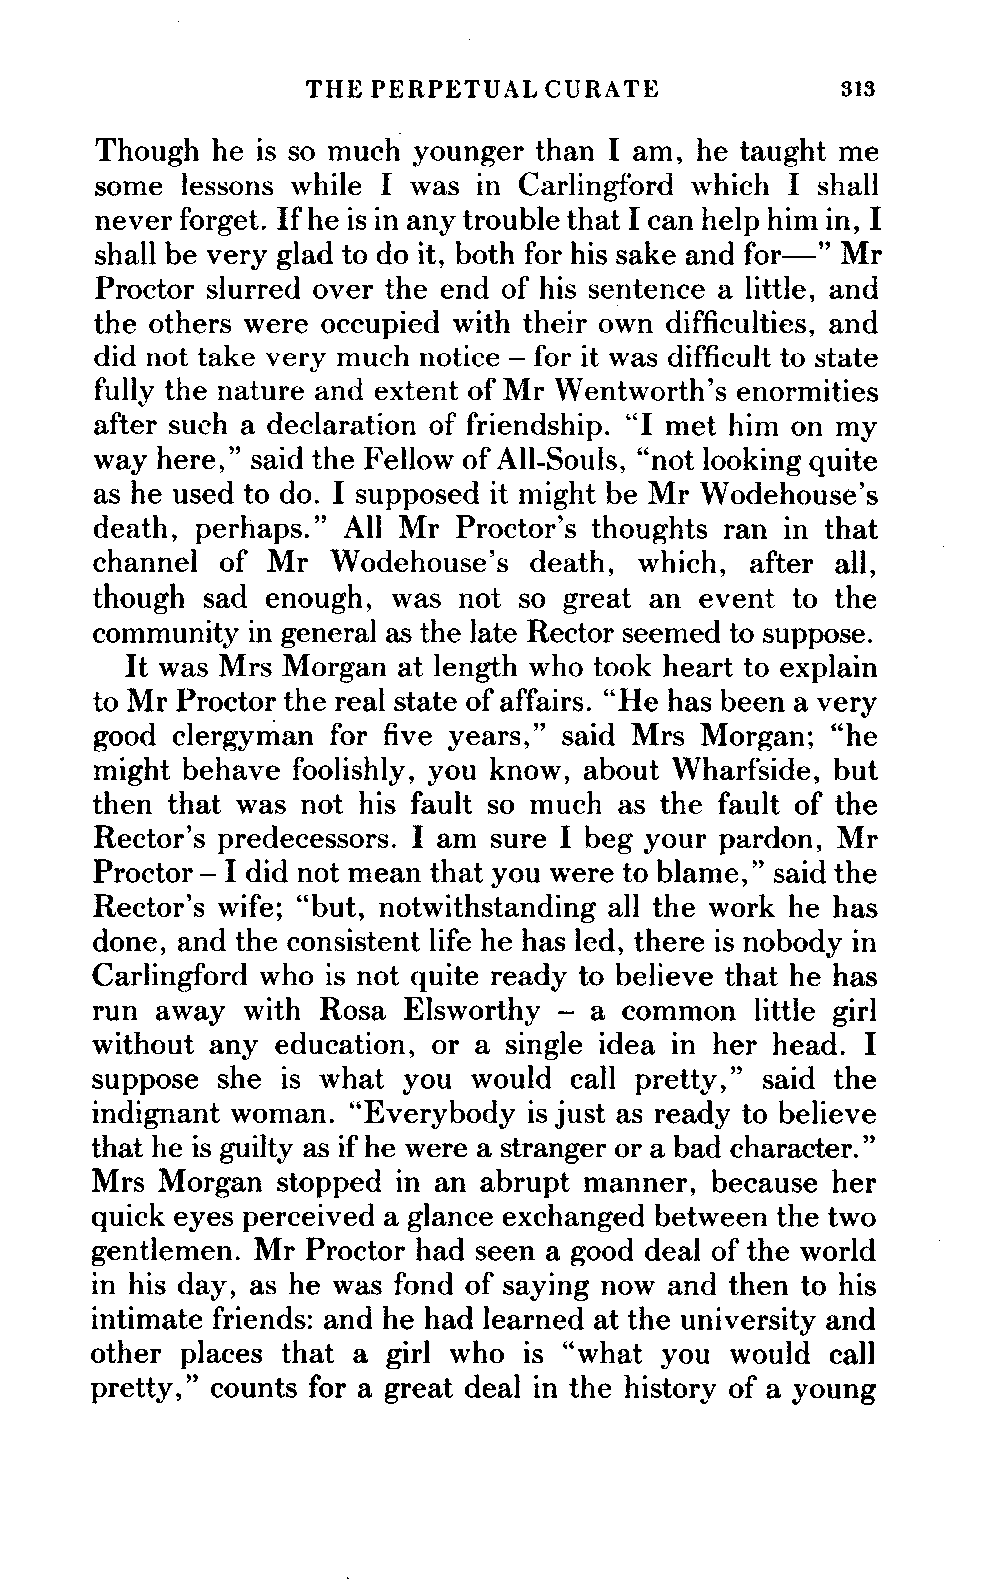 THE PERPETUAL CURATE 313
Though he is so much younger than I am, he taught me
some lessons while I was in Carlingford which I shall
never forget. If he is in any trouble that I can help him in, I
shall be very glad to do it, both for his sake and for—” Mr
Proctor slurred over the end of his sentence a little, and
the others were occupied with their own difficulties, and
did not take very much notice – for it was difficult to state
fully the nature and extent of Mr Wentworth’s enormities
after such a declaration of friendship. “I met him on my
way here,” said the Fellow of All-Souls, “not looking quite
as he used to do. I supposed it might be Mr Wodehouse’s
death, perhaps.” All Mr Proctor’s thoughts ran in that
channel of Mr Wodehouse’s death, which, after all,
though sad enough, was not so great an event to the
community in general as the late Rector seemed to suppose.
It was Mrs Morgan at length who took heart to explain
to Mr Proctor the real state of affairs. “He has been a very
good clergyman for five years,” said Mrs Morgan; “he
might behave foolishly, you know, about Wharfside, but
then that was not his fault so much as the fault of the
Rector’s predecessors. I am sure I beg your pardon, Mr
Proctor – I did not mean that you were to blame,” said the
Rector’s wife; “but, notwithstanding all the work he has
done, and the consistent life he has led, there is nobody in
Carlingford who is not quite ready to believe that he has
run away with Rosa Elsworthy – a common little girl
without any education, or a single idea in her head. I
suppose she is what you would call pretty,” said the
indignant woman. “Everybody is just as ready to believe
that he is guilty as if he were a stranger or a bad character.”
Mrs Morgan stopped in an abrupt manner, because her
quick eyes perceived a glance exchanged between the two
gentlemen. Mr Proctor had seen a good deal of the world
in his day, as he was fond of saying now and then to his
intimate friends: and he had learned at the university and
other places that a girl who is “what you would call
pretty,” counts for a great deal in the history of a young